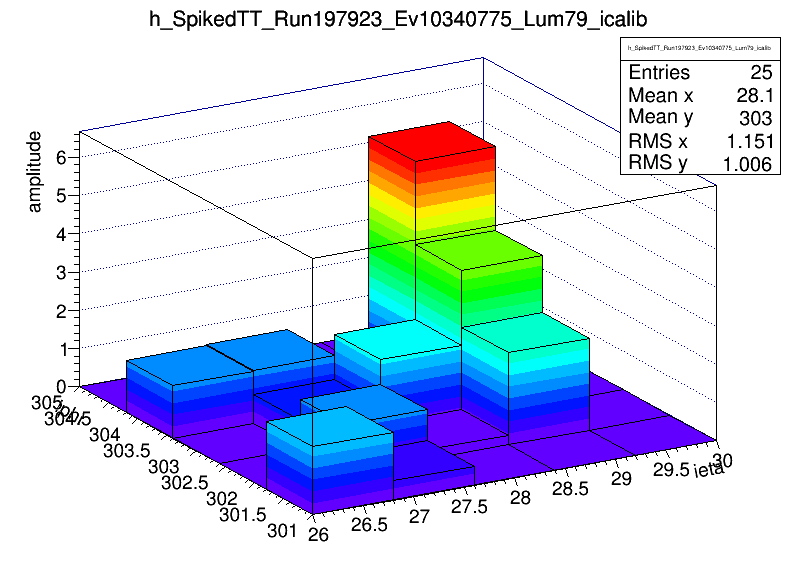 h_SpikedTT_Run197923_Ev10340775_Lum79_icalib
h_SpikedTT_Run197923_Ev10340775_Lum79_icalib
Entries 25
Mean x 28.1
Mean y 303
RMS x 1.151
RMS y 1.006
amplitude
6
5
4
3
2
1
0
305
304.5
304
303.5
303
302.5
302
301.5
301
26
26.5
27
27.5
28
28.5
29
29.5
30
ieta